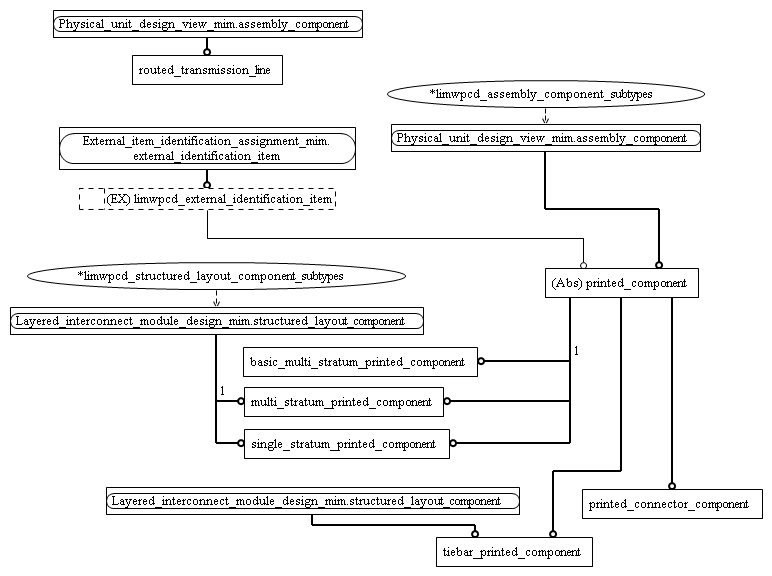 Physical_unit_design_view_mim.assembly_component
routed_transmission_line
*limwpcd_assembly_component_subtypes
Physical_unit_design_view_mim.assembly_component
External_item_identification_assignment_mim.
external_identification_item
(EX) limwpcd_external_identification_item
*limwpcd_structured_layout_component_subtypes
(Abs) printed_component
Layered_interconnect_module_design_mim.structured_layout_component
1
basic_multi_stratum_printed_component
1
multi_stratum_printed_component
single_stratum_printed_component
Layered_interconnect_module_design_mim.structured_layout_component
printed_connector_component
tiebar_printed_component